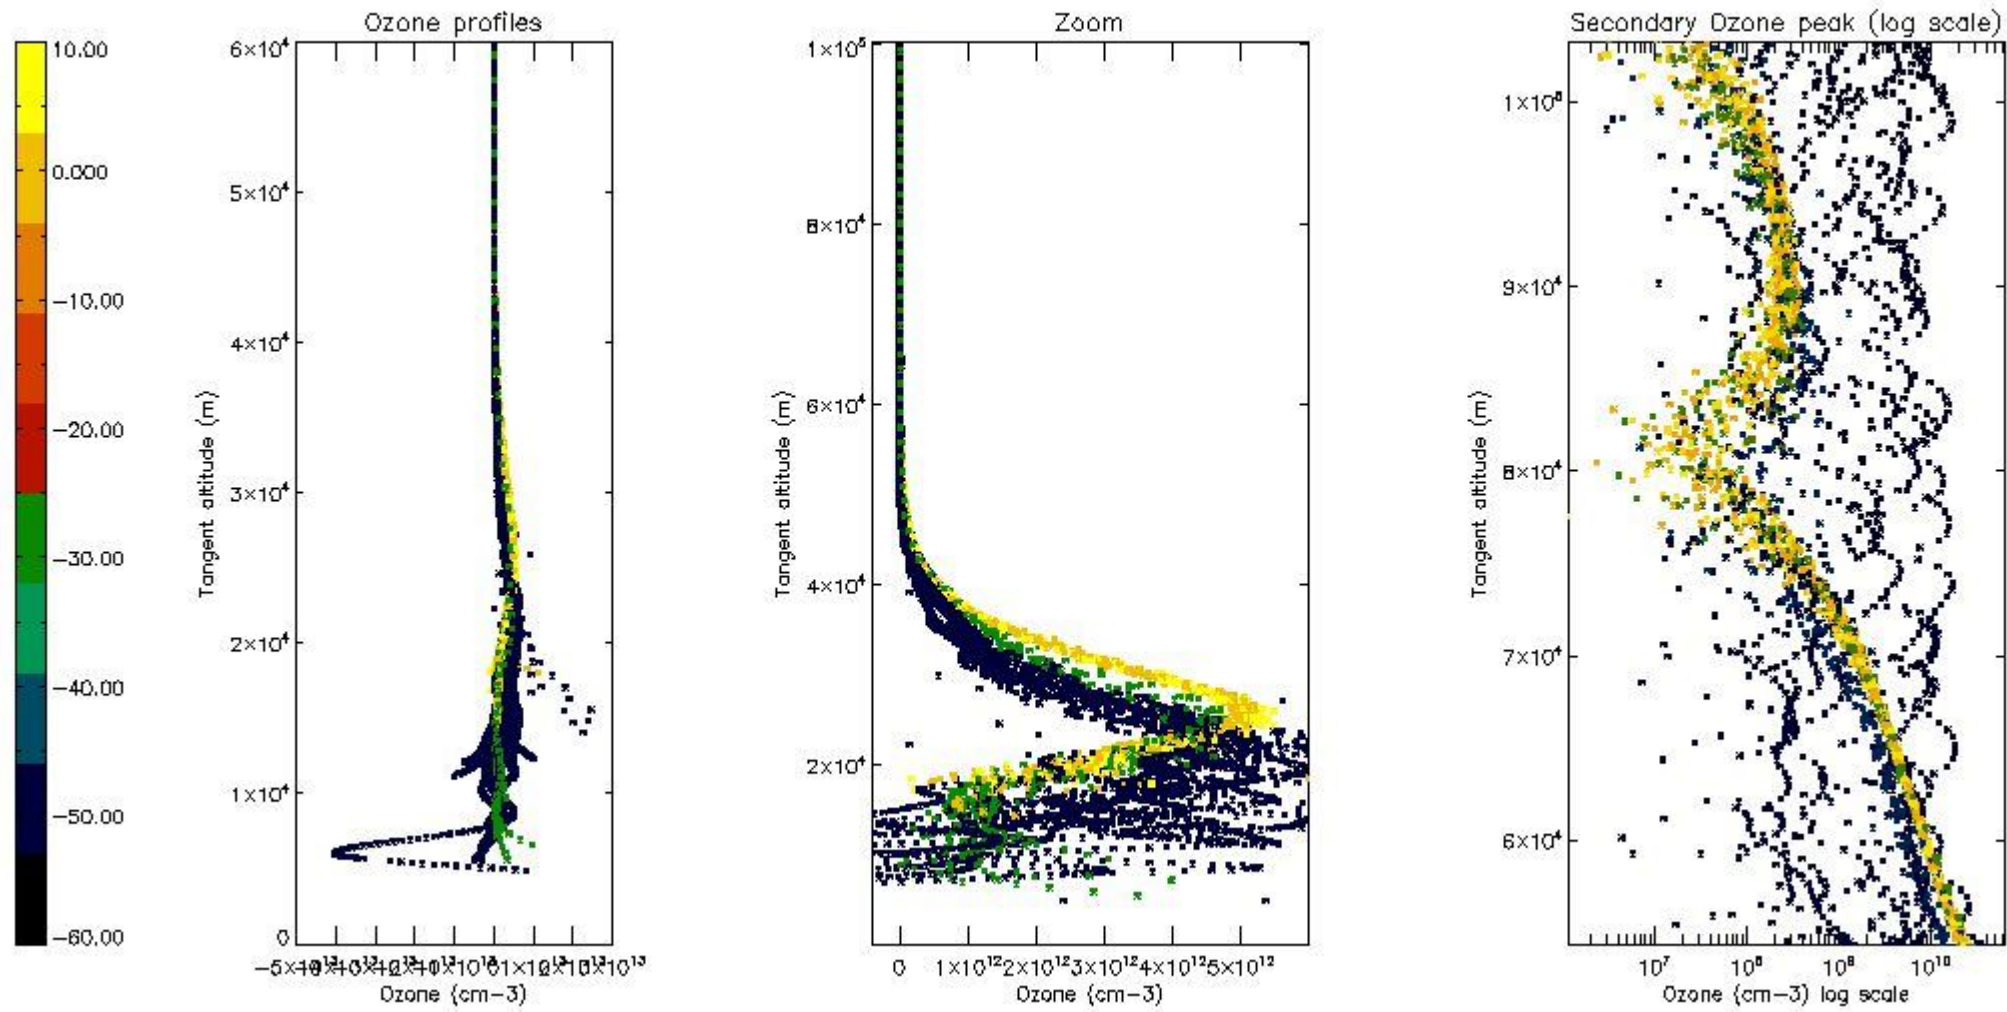 Ozone profiles
Zoom
Secondary Ozone peak (log scale)
10.00
0.000
−10.00
−20.00
−30.00
−40.00
−50.00
−60.00
6×10⁴
5×10⁴
4×10⁴
3×10⁴
2×10⁴
1×10⁴
0
Tangent altitude (m)
Ozone (cm−3)
1×10⁵
8×10⁴
6×10⁴
4×10⁴
2×10⁴
Tangent altitude (m)
0 1×10¹² 2×10¹² 3×10¹² 4×10¹² 5×10¹²
Ozone (cm−3)
9×10⁴
8×10⁴
7×10⁴
6×10⁴
Tangent altitude (m)
10⁷ 10⁸ 10⁹ 10¹⁰
Ozone (cm−3) log scale